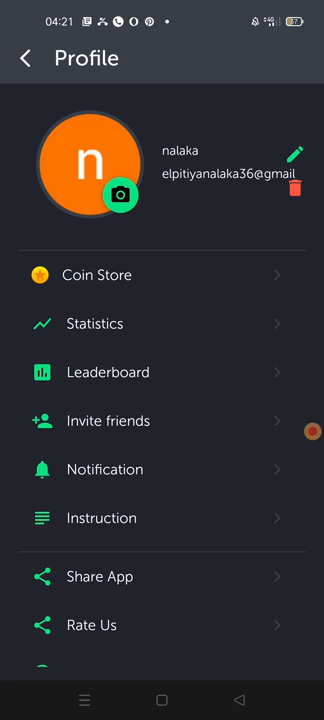 04:21
Profile
n
nalaka
elpitiyanalaka36@gmail
Coin Store
Statistics
Leaderboard
Invite friends
Notification
Instruction
Share App
Rate Us